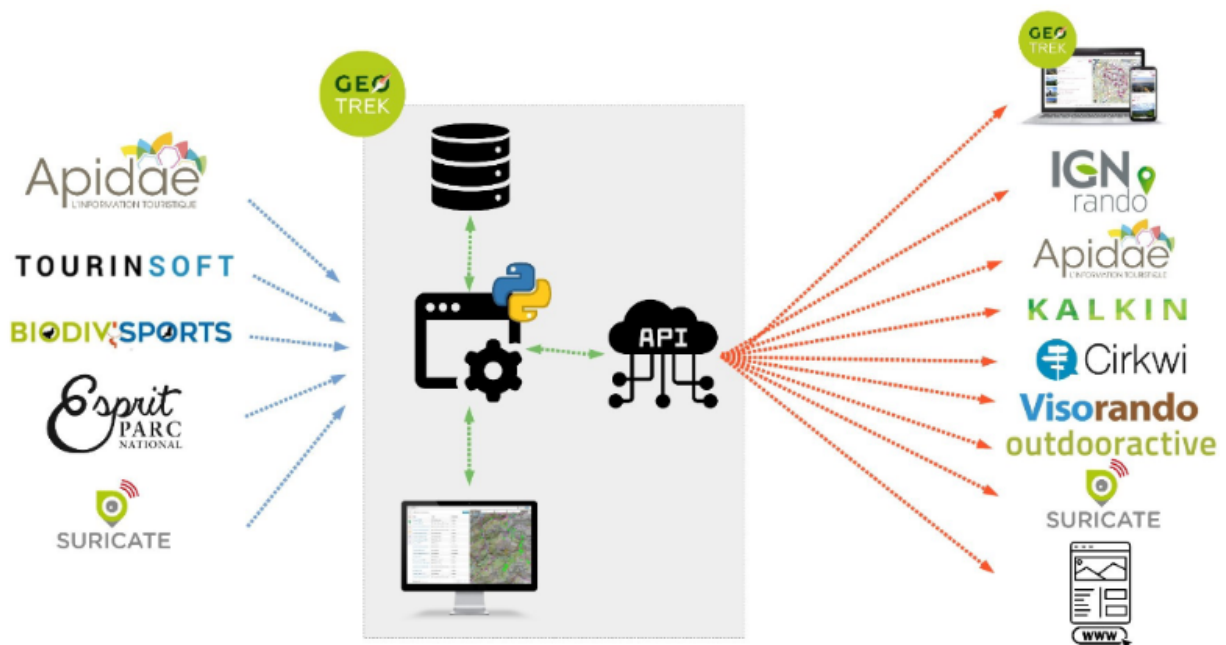 GEO
TREK
Apidae
L'INFORMATION TOURISTIQUE
TOURINSOFT
BIODIV'SPORTS
Esprit
PARC
NATIONAL
SURICATE
API
GEO
TREK
IGN
rando
Apidae
L'INFORMATION TOURISTIQUE
KALKIN
Cirkwi
Visorando
outdooractive
SURICATE
WWW